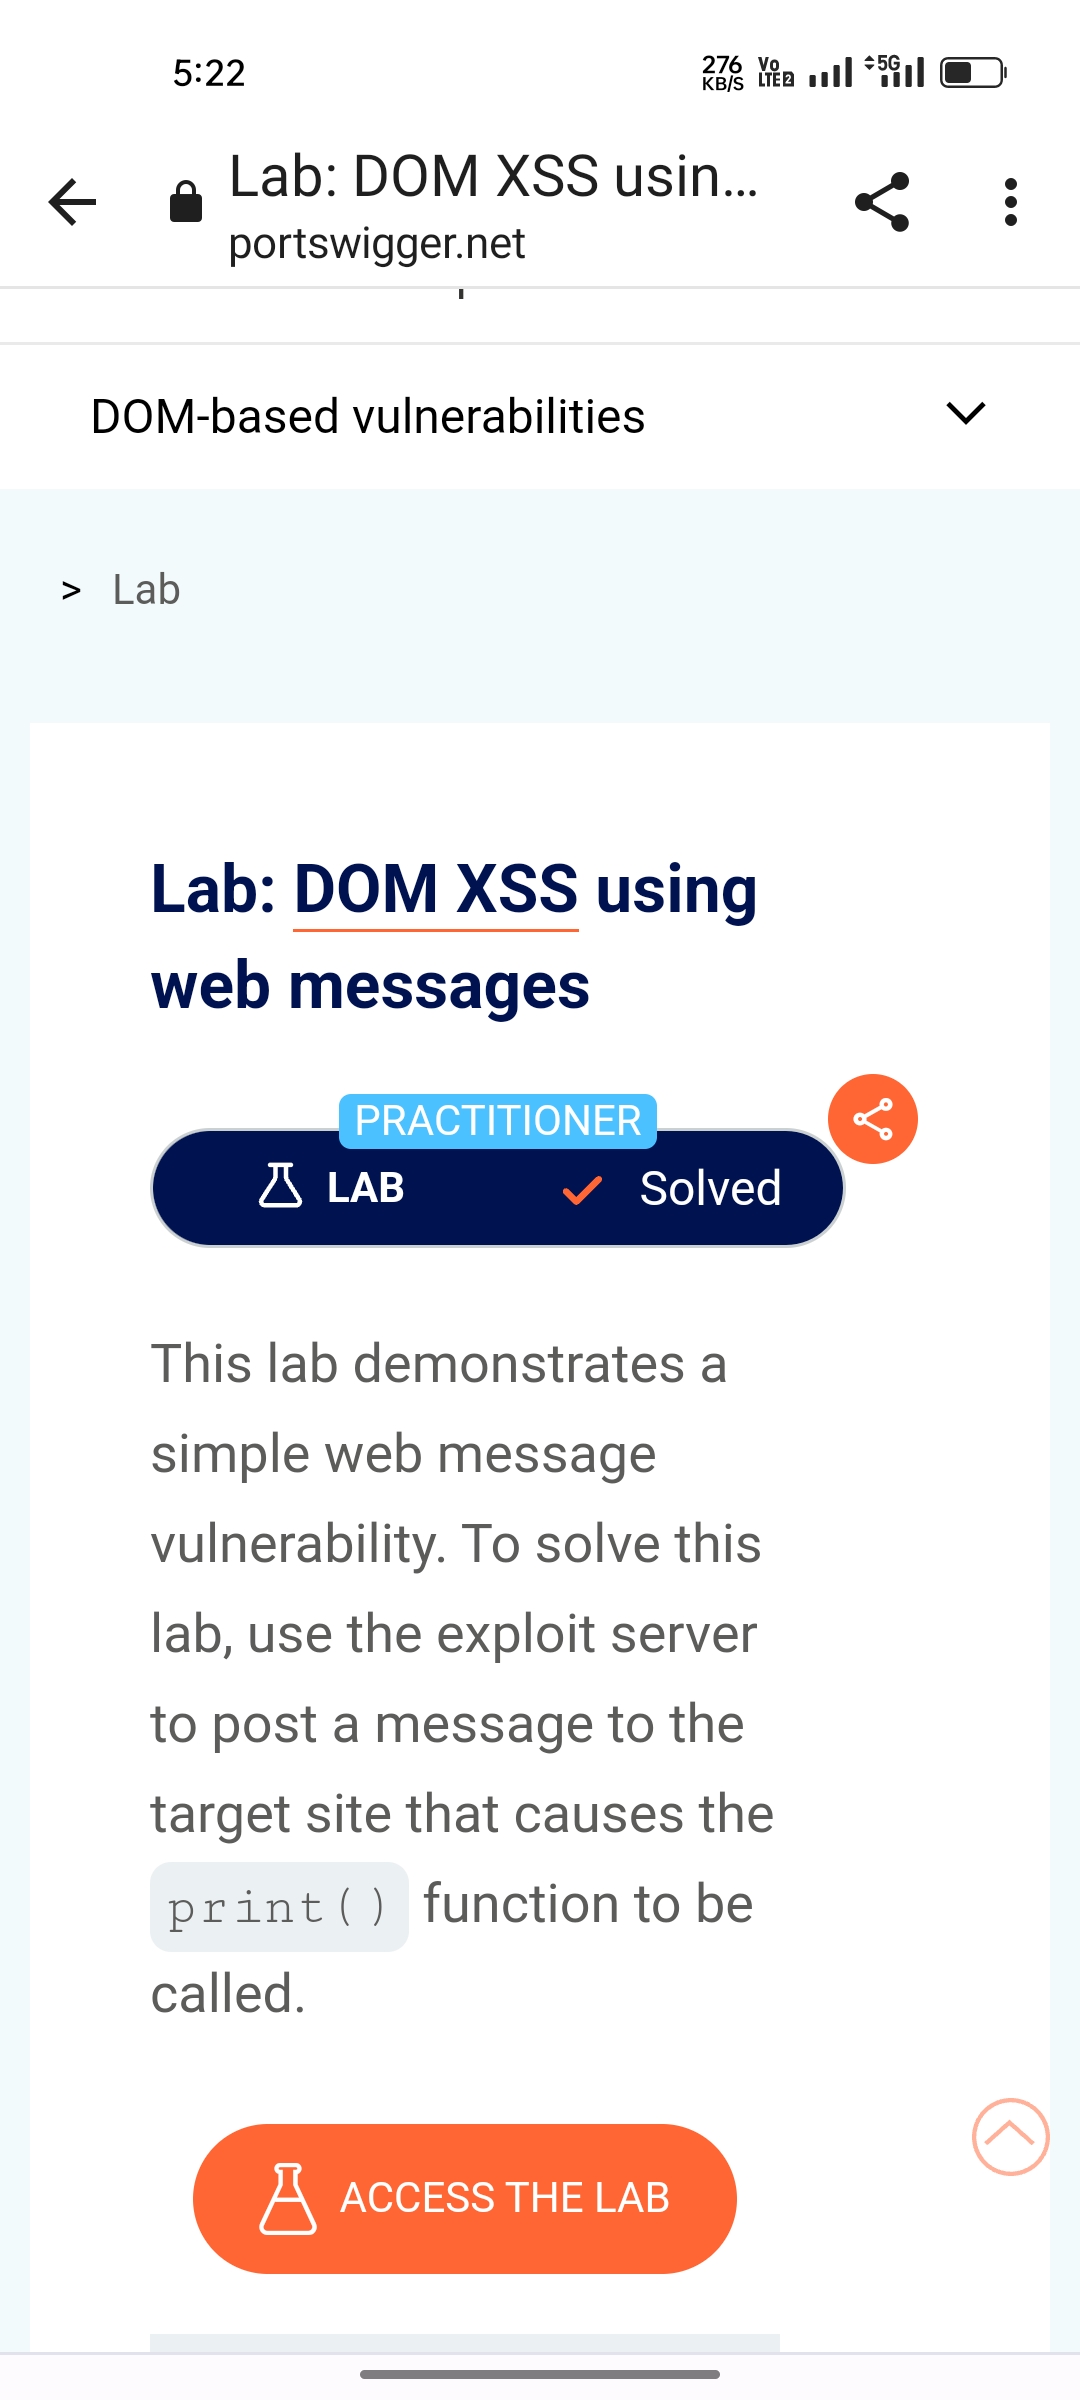 5:22
276 KB/S Vo LTE 2 5G
Lab: DOM XSS usin...
portswigger.net
DOM-based vulnerabilities
> Lab
Lab: DOM XSS using
web messages
PRACTITIONER
LAB Solved
This lab demonstrates a
simple web message
vulnerability. To solve this
lab, use the exploit server
to post a message to the
target site that causes the
print() function to be
called.
ACCESS THE LAB